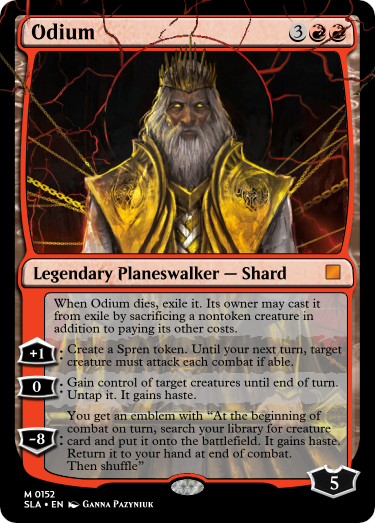 Odium 3
Legendary Planeswalker — Shard
When Odium dies, exile it. Its owner may cast it
from exile by sacrificing a nontoken creature in
addition to paying its other costs.
+1: Create a Spren token. Until your next turn, target
creature must attack each combat if able.
0: Gain control of target creatures until end of turn.
Untap it. It gains haste.
You get an emblem with “At the beginning of
combat on turn, search your library for creature
-8: card and put it onto the battlefield. It gains haste.
Return it to your hand at end of combat.
Then shuffle”
5
M 0152
SLA • EN Ganna Pazyniuk